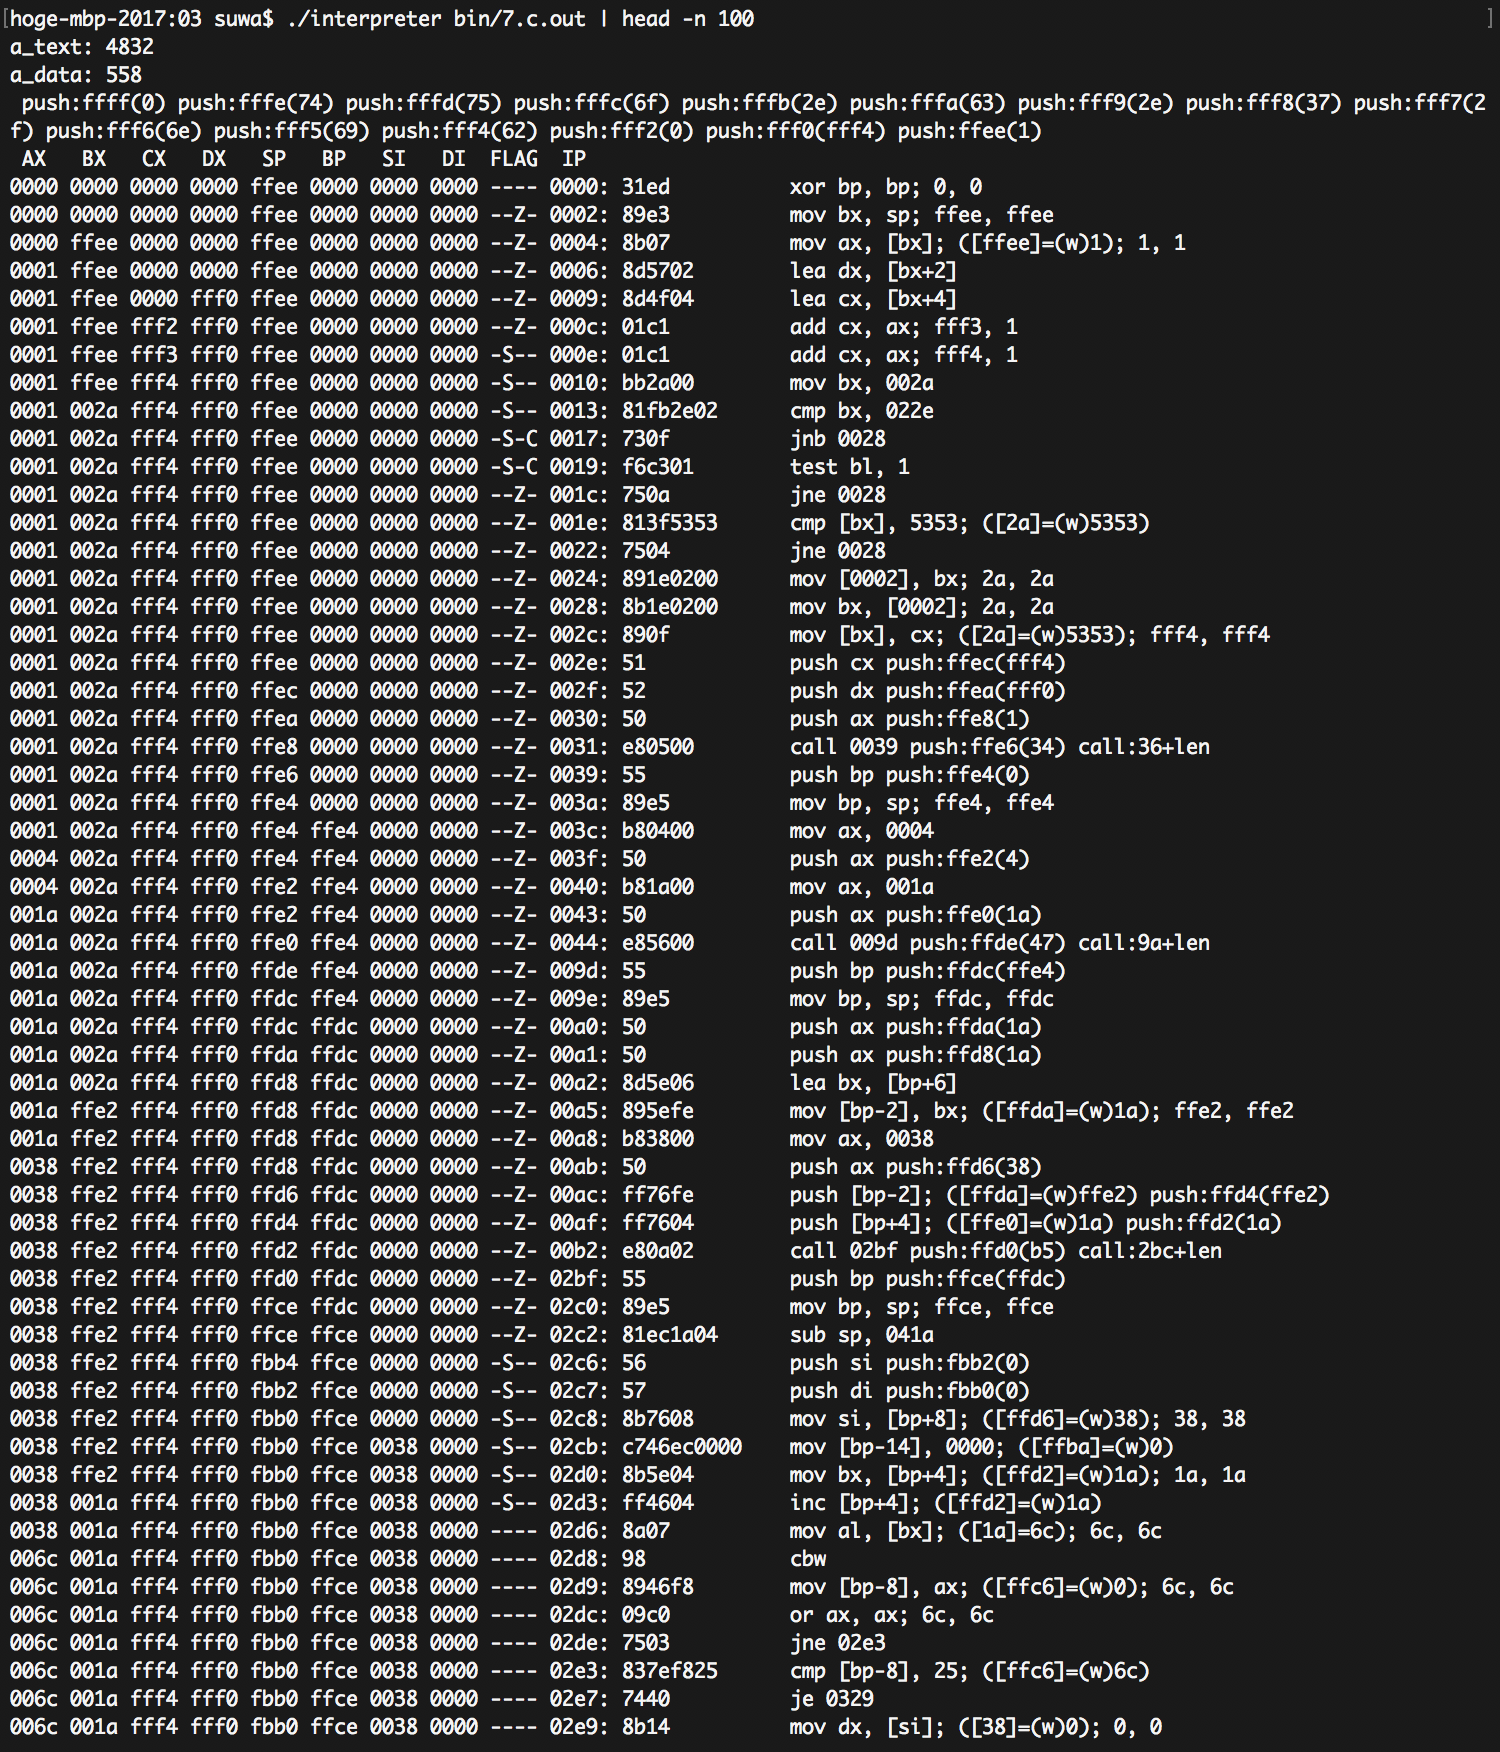 [hoge-mbp-2017:03 suwa$ ./interpreter bin/7.c.out | head -n 100 ]
a_text: 4832
a_data: 558
 push:ffff(0) push:fffe(74) push:fffd(75) push:fffc(6f) push:fffb(2e) push:fffa(63) push:fff9(2e) push:fff8(37) push:fff7(2
f) push:fff6(6e) push:fff5(69) push:fff4(62) push:fff2(0) push:fff0(fff4) push:ffee(1)
 AX   BX   CX   DX   SP   BP   SI   DI  FLAG  IP
0000 0000 0000 0000 ffee 0000 0000 0000 ---- 0000: 31ed          xor bp, bp; 0, 0
0000 0000 0000 0000 ffee 0000 0000 0000 --Z- 0002: 89e3          mov bx, sp; ffee, ffee
0000 ffee 0000 0000 ffee 0000 0000 0000 --Z- 0004: 8b07          mov ax, [bx]; ([ffee]=(w)1); 1, 1
0001 ffee 0000 0000 ffee 0000 0000 0000 --Z- 0006: 8d5702        lea dx, [bx+2]
0001 ffee 0000 fff0 ffee 0000 0000 0000 --Z- 0009: 8d4f04        lea cx, [bx+4]
0001 ffee fff2 fff0 ffee 0000 0000 0000 --Z- 000c: 01c1          add cx, ax; fff3, 1
0001 ffee fff3 fff0 ffee 0000 0000 0000 -S-- 000e: 01c1          add cx, ax; fff4, 1
0001 ffee fff4 fff0 ffee 0000 0000 0000 -S-- 0010: bb2a00        mov bx, 002a
0001 002a fff4 fff0 ffee 0000 0000 0000 -S-- 0013: 81fb2e02      cmp bx, 022e
0001 002a fff4 fff0 ffee 0000 0000 0000 -S-C 0017: 730f          jnb 0028
0001 002a fff4 fff0 ffee 0000 0000 0000 -S-C 0019: f6c301        test bl, 1
0001 002a fff4 fff0 ffee 0000 0000 0000 --Z- 001c: 750a          jne 0028
0001 002a fff4 fff0 ffee 0000 0000 0000 --Z- 001e: 813f5353      cmp [bx], 5353; ([2a]=(w)5353)
0001 002a fff4 fff0 ffee 0000 0000 0000 --Z- 0022: 7504          jne 0028
0001 002a fff4 fff0 ffee 0000 0000 0000 --Z- 0024: 891e0200      mov [0002], bx; 2a, 2a
0001 002a fff4 fff0 ffee 0000 0000 0000 --Z- 0028: 8b1e0200      mov bx, [0002]; 2a, 2a
0001 002a fff4 fff0 ffee 0000 0000 0000 --Z- 002c: 890f          mov [bx], cx; ([2a]=(w)5353); fff4, fff4
0001 002a fff4 fff0 ffee 0000 0000 0000 --Z- 002e: 51            push cx push:ffec(fff4)
0001 002a fff4 fff0 ffec 0000 0000 0000 --Z- 002f: 52            push dx push:ffea(fff0)
0001 002a fff4 fff0 ffea 0000 0000 0000 --Z- 0030: 50            push ax push:ffe8(1)
0001 002a fff4 fff0 ffe8 0000 0000 0000 --Z- 0031: e80500        call 0039 push:ffe6(34) call:36+len
0001 002a fff4 fff0 ffe6 0000 0000 0000 --Z- 0039: 55            push bp push:ffe4(0)
0001 002a fff4 fff0 ffe4 0000 0000 0000 --Z- 003a: 89e5          mov bp, sp; ffe4, ffe4
0001 002a fff4 fff0 ffe4 ffe4 0000 0000 --Z- 003c: b80400        mov ax, 0004
0004 002a fff4 fff0 ffe4 ffe4 0000 0000 --Z- 003f: 50            push ax push:ffe2(4)
0004 002a fff4 fff0 ffe2 ffe4 0000 0000 --Z- 0040: b81a00        mov ax, 001a
001a 002a fff4 fff0 ffe2 ffe4 0000 0000 --Z- 0043: 50            push ax push:ffe0(1a)
001a 002a fff4 fff0 ffe0 ffe4 0000 0000 --Z- 0044: e85600        call 009d push:ffde(47) call:9a+len
001a 002a fff4 fff0 ffde ffe4 0000 0000 --Z- 009d: 55            push bp push:ffdc(ffe4)
001a 002a fff4 fff0 ffdc ffe4 0000 0000 --Z- 009e: 89e5          mov bp, sp; ffdc, ffdc
001a 002a fff4 fff0 ffdc ffdc 0000 0000 --Z- 00a0: 50            push ax push:ffda(1a)
001a 002a fff4 fff0 ffda ffdc 0000 0000 --Z- 00a1: 50            push ax push:ffd8(1a)
001a 002a fff4 fff0 ffd8 ffdc 0000 0000 --Z- 00a2: 8d5e06        lea bx, [bp+6]
001a ffe2 fff4 fff0 ffd8 ffdc 0000 0000 --Z- 00a5: 895efe        mov [bp-2], bx; ([ffda]=(w)1a); ffe2, ffe2
001a ffe2 fff4 fff0 ffd8 ffdc 0000 0000 --Z- 00a8: b83800        mov ax, 0038
0038 ffe2 fff4 fff0 ffd8 ffdc 0000 0000 --Z- 00ab: 50            push ax push:ffd6(38)
0038 ffe2 fff4 fff0 ffd6 ffdc 0000 0000 --Z- 00ac: ff76fe        push [bp-2]; ([ffda]=(w)ffe2) push:ffd4(ffe2)
0038 ffe2 fff4 fff0 ffd4 ffdc 0000 0000 --Z- 00af: ff7604        push [bp+4]; ([ffe0]=(w)1a) push:ffd2(1a)
0038 ffe2 fff4 fff0 ffd2 ffdc 0000 0000 --Z- 00b2: e80a02        call 02bf push:ffd0(b5) call:2bc+len
0038 ffe2 fff4 fff0 ffd0 ffdc 0000 0000 --Z- 02bf: 55            push bp push:ffce(ffdc)
0038 ffe2 fff4 fff0 ffce ffdc 0000 0000 --Z- 02c0: 89e5          mov bp, sp; ffce, ffce
0038 ffe2 fff4 fff0 ffce ffce 0000 0000 --Z- 02c2: 81ec1a04      sub sp, 041a
0038 ffe2 fff4 fff0 fbb4 ffce 0000 0000 -S-- 02c6: 56            push si push:fbb2(0)
0038 ffe2 fff4 fff0 fbb2 ffce 0000 0000 -S-- 02c7: 57            push di push:fbb0(0)
0038 ffe2 fff4 fff0 fbb0 ffce 0000 0000 -S-- 02c8: 8b7608        mov si, [bp+8]; ([ffd6]=(w)38); 38, 38
0038 ffe2 fff4 fff0 fbb0 ffce 0038 0000 -S-- 02cb: c746ec0000    mov [bp-14], 0000; ([ffba]=(w)0)
0038 ffe2 fff4 fff0 fbb0 ffce 0038 0000 -S-- 02d0: 8b5e04        mov bx, [bp+4]; ([ffd2]=(w)1a); 1a, 1a
0038 001a fff4 fff0 fbb0 ffce 0038 0000 -S-- 02d3: ff4604        inc [bp+4]; ([ffd2]=(w)1a)
0038 001a fff4 fff0 fbb0 ffce 0038 0000 ---- 02d6: 8a07          mov al, [bx]; ([1a]=6c); 6c, 6c
006c 001a fff4 fff0 fbb0 ffce 0038 0000 ---- 02d8: 98            cbw
006c 001a fff4 fff0 fbb0 ffce 0038 0000 ---- 02d9: 8946f8        mov [bp-8], ax; ([ffc6]=(w)0); 6c, 6c
006c 001a fff4 fff0 fbb0 ffce 0038 0000 ---- 02dc: 09c0          or ax, ax; 6c, 6c
006c 001a fff4 fff0 fbb0 ffce 0038 0000 ---- 02de: 7503          jne 02e3
006c 001a fff4 fff0 fbb0 ffce 0038 0000 ---- 02e3: 837ef825      cmp [bp-8], 25; ([ffc6]=(w)6c)
006c 001a fff4 fff0 fbb0 ffce 0038 0000 ---- 02e7: 7440          je 0329
006c 001a fff4 fff0 fbb0 ffce 0038 0000 ---- 02e9: 8b14          mov dx, [si]; ([38]=(w)0); 0, 0